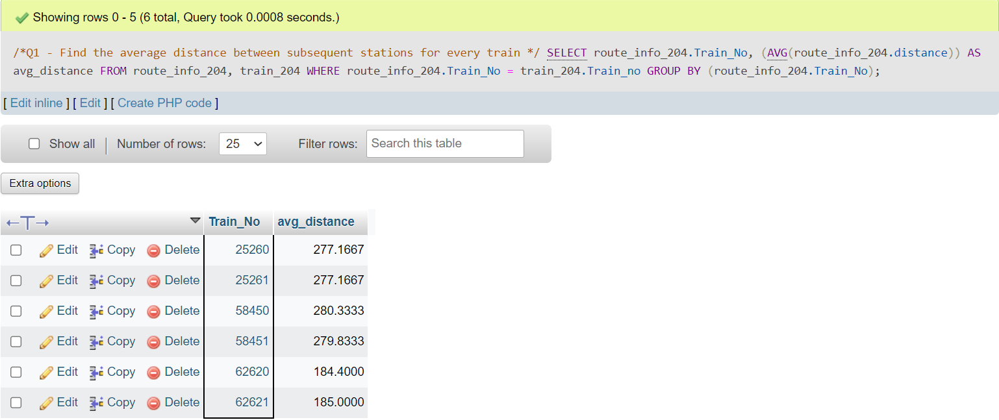 Showing rows 0 - 5 (6 total, Query took 0.0008 seconds.)
/*Q1 - Find the average distance between subsequent stations for every train */ SELECT route_info_204.Train_No, (AVG(route_info_204.distance)) AS
avg_distance FROM route_info_204, train_204 WHERE route_info_204.Train_No = train_204.Train_no GROUP BY (route_info_204.Train_No);
[ Edit inline ] [ Edit ] [ Create PHP code ]
Show all | Number of rows: 25 Filter rows: Search this table
Extra options
←T→ Train_No avg_distance
Edit Copy Delete 25260 277.1667
Edit Copy Delete 25261 277.1667
Edit Copy Delete 58450 280.3333
Edit Copy Delete 58451 279.8333
Edit Copy Delete 62620 184.4000
Edit Copy Delete 62621 185.0000